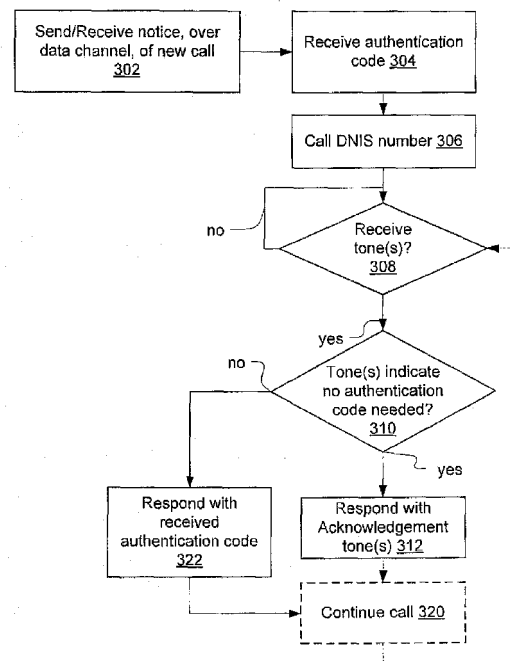 Send/Receive notice, over
data channel, of new call
302
Receive authentication
code 304
Call DNIS number 306
no
Receive
tone(s)?
308
yes
no
Tone(s) indicate
no authentication
code needed?
310
yes
Respond with
received
authentication code
322
Respond with
Acknowledgement
tone(s) 312
Continue call 320